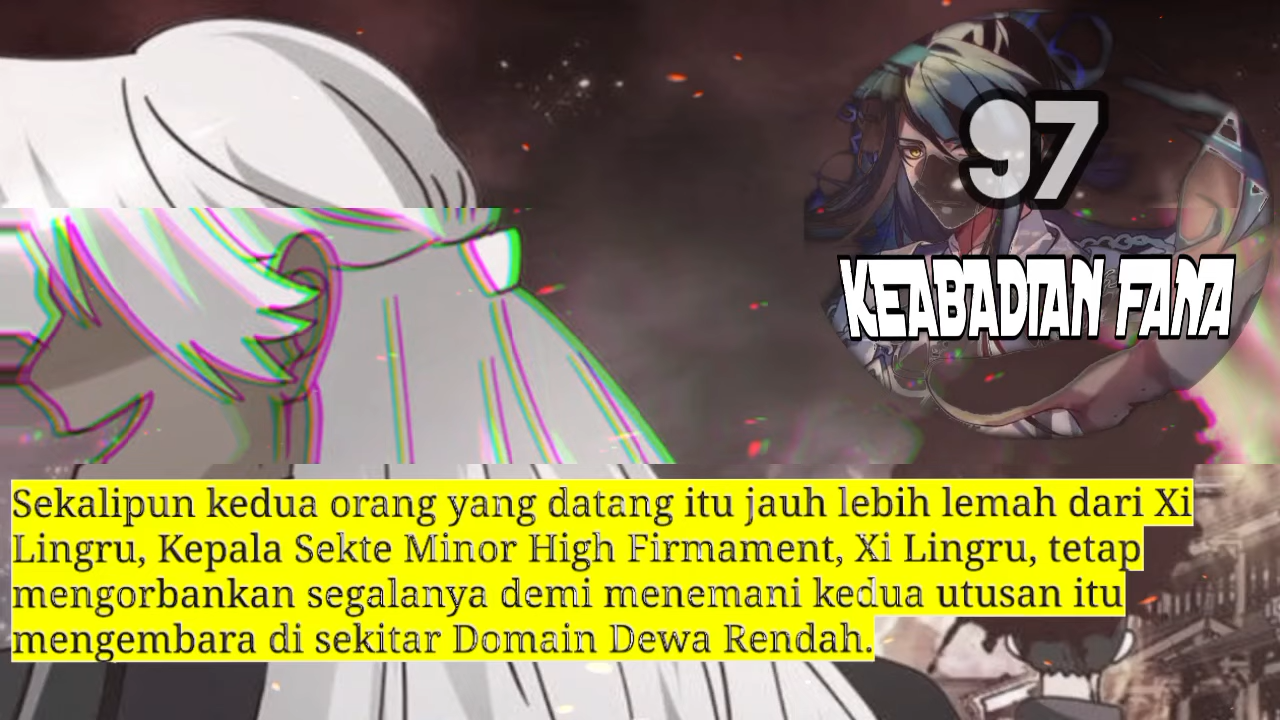 97
KEABADIAN FANA
Sekalipun kedua orang yang datang itu jauh lebih lemah dari Xi
Lingru, Kepala Sekte Minor High Firmament, Xi Lingru, tetap
mengorbankan segalanya demi menemani kedua utusan itu
mengembara di sekitar Domain Dewa Rendah.